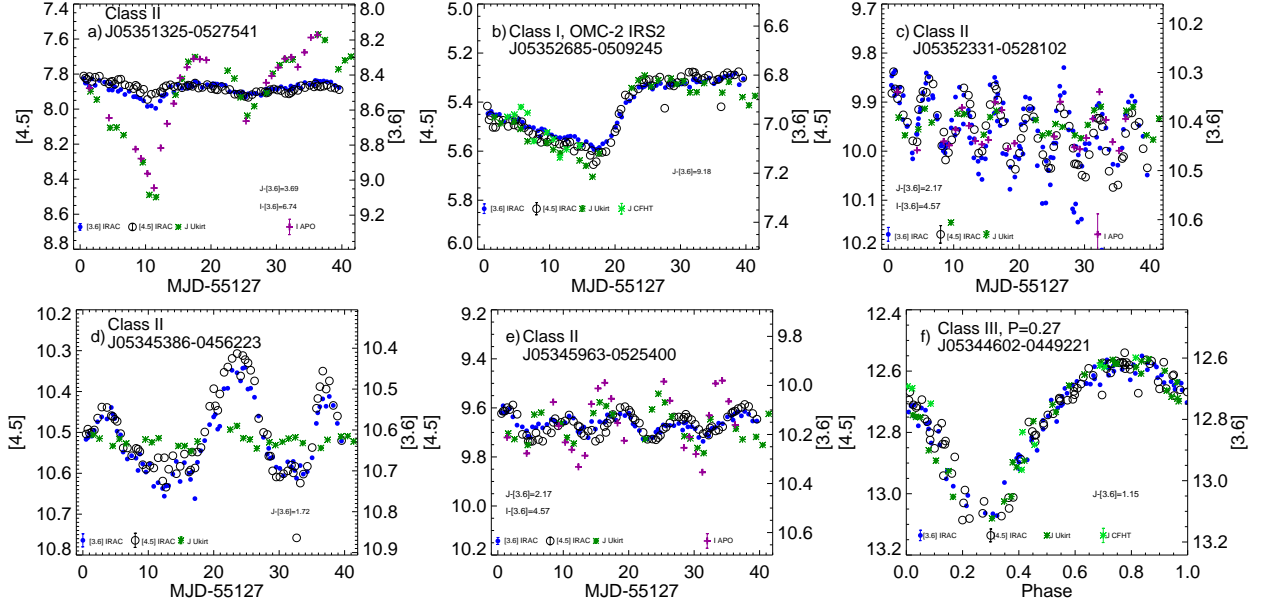 Class II
a) J05351325-0527541
7.4
7.6
7.8
8.0
8.2
8.4
8.6
8.8
[4.5]
8.0
8.2
8.4
8.6
8.8
9.0
9.2
[3.6]
J-[3.6]=3.69
I-[3.6]=6.74
[3.6] IRAC [4.5] IRAC J Ukirt I APO
0 10 20 30 40
MJD-55127
b) Class I, OMC-2 IRS2
J05352685-0509245
5.0
5.2
5.4
5.6
5.8
6.0
[4.5]
6.6
6.8
7.0
7.2
7.4
[3.6]
J-[3.6]=9.18
[3.6] IRAC [4.5] IRAC J Ukirt J CFHT
0 10 20 30 40
MJD-55127
c) Class II
J05352331-0528102
9.7
9.8
9.9
10.0
10.1
10.2
[4.5]
10.2
10.3
10.4
10.5
10.6
[3.6]
J-[3.6]=2.17
I-[3.6]=4.57
[3.6] IRAC [4.5] IRAC J Ukirt I APO
0 10 20 30 40
MJD-55127
d) Class II
J05345386-0456223
10.2
10.3
10.4
10.5
10.6
10.7
10.8
[4.5]
10.4
10.5
10.6
10.7
10.8
10.9
[3.6]
J-[3.6]=1.72
[3.6] IRAC [4.5] IRAC J Ukirt
0 10 20 30 40
MJD-55127
e) Class II
J05345963-0525400
9.2
9.4
9.6
9.8
10.0
10.2
[4.5]
9.8
10.0
10.2
10.4
10.6
[3.6]
J-[3.6]=2.17
I-[3.6]=4.57
[3.6] IRAC [4.5] IRAC J Ukirt I APO
0 10 20 30 40
MJD-55127
f) Class III, P=0.27
J05344602-0449221
12.4
12.6
12.8
13.0
13.2
[4.5]
12.6
12.8
13.0
13.2
[3.6]
J-[3.6]=1.15
[3.6] IRAC [4.5] IRAC J Ukirt J CFHT
0.0 0.2 0.4 0.6 0.8 1.0
Phase